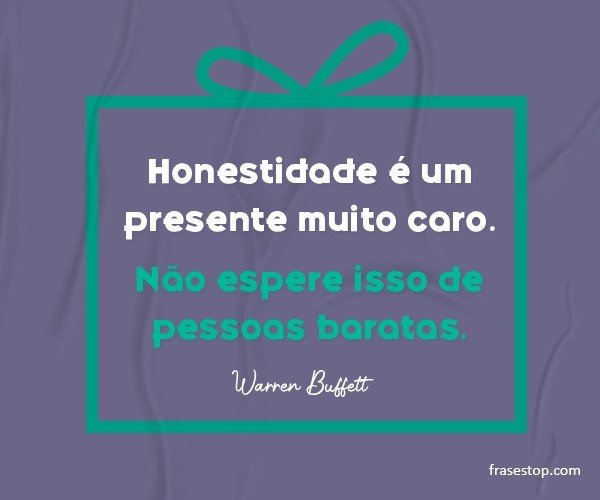 Honestidade é um
presente muito caro.
Não espere isso de
pessoas baratas.
Warren Buffett
frasestop.com